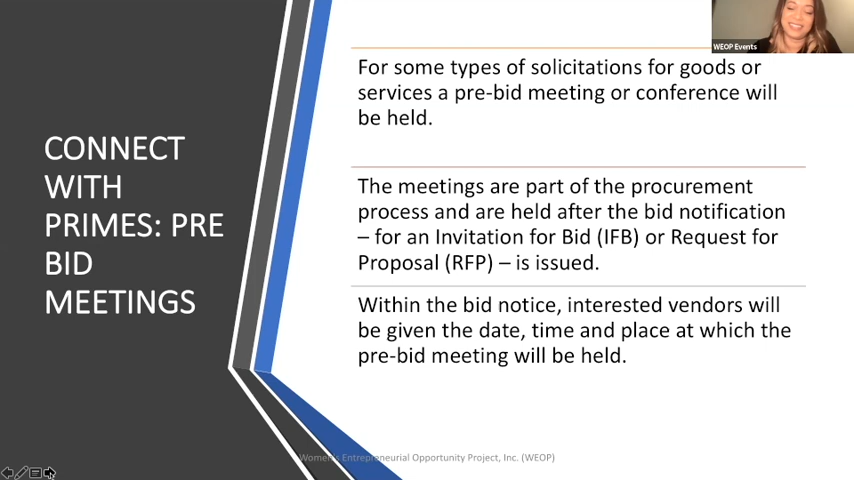 WEOP Events
CONNECT
WITH
PRIMES: PRE
BID
MEETINGS
For some types of solicitations for goods or
services a pre-bid meeting or conference will
be held.
The meetings are part of the procurement
process and are held after the bid notification
– for an Invitation for Bid (IFB) or Request for
Proposal (RFP) – is issued.
Within the bid notice, interested vendors will
be given the date, time and place at which the
pre-bid meeting will be held.
Women's Entrepreneurial Opportunity Project, Inc. (WEOP)